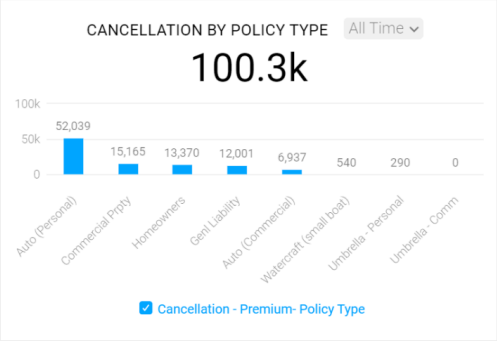 CANCELLATION BY POLICY TYPE
All Time
100.3k
100k
50k
0
52,039
15,165
13,370
12,001
6,937
540
290
0
Auto (Personal)
Commercial Prpty
Homeowners
Genl Liability
Auto (Commercial)
Watercraft (small boat)
Umbrella - Personal
Umbrella - Comm
Cancellation - Premium- Policy Type